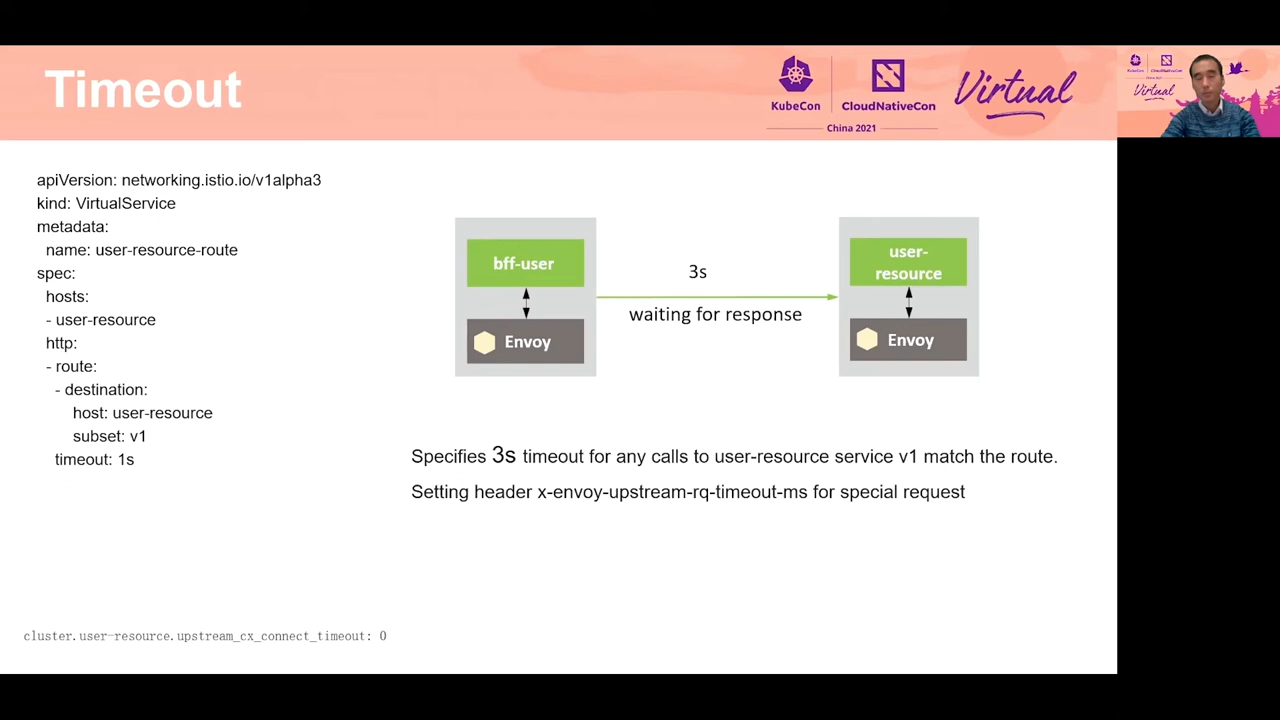 Timeout
KubeCon
CloudNativeCon
China 2021
Virtual
Virtual
apiVersion: networking.istio.io/v1alpha3
kind: VirtualService
metadata:
name: user-resource-route
spec:
hosts:
- user-resource
http:
- route:
- destination:
host: user-resource
subset: v1
timeout: 1s
bff-user
Envoy
3s
waiting for response
user-
resource
Envoy
Specifies 3s timeout for any calls to user-resource service v1 match the route.
Setting header x-envoy-upstream-rq-timeout-ms for special request
cluster.user-resource.upstream_cx_connect_timeout: 0